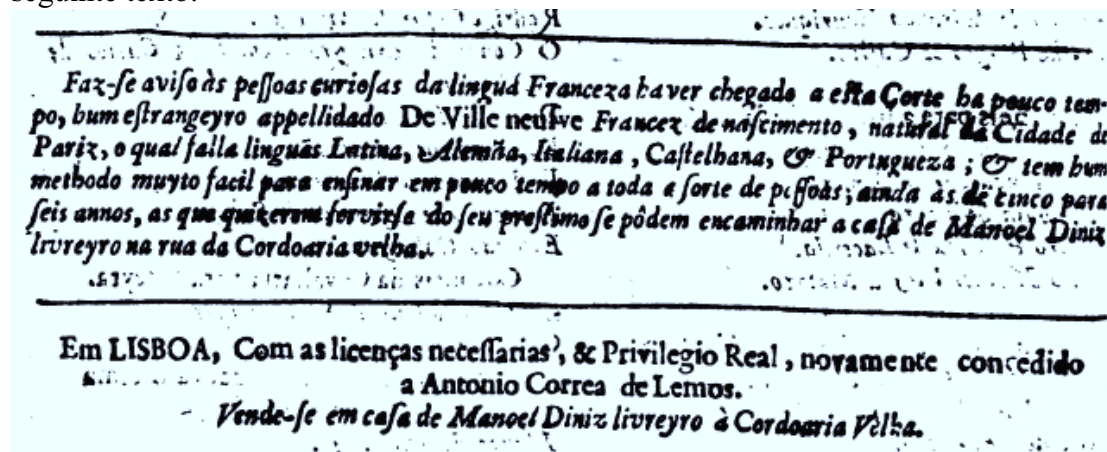 seguinte texto:
Faz-se aviso às pessoas curiosas da lingua Franceza haver chegado a esta Corte ha pouco tem-
po, hum estrangeyro appellidado De Ville neufve Francez de nascimento, natural da Cidade de
Pariz, o qual falla linguas Latina, Alemãa, Italiana, Castelhana, & Portugueza; & tem hum
methodo muyto facil para ensinar em pouco tempo a toda a sorte de pessoas, ainda às de cinco para
seis annos, as que quizerem servirse do seu prestimo se pôdem encaminhar a casa de Manoel Diniz
livreyro na rua da Cordoaria velha.
Em LISBOA, Com as licenças necessarias, & Privilegio Real, novamente concedido
a Antonio Correa de Lemos.
Vende-se em casa de Manoel Diniz livreyro à Cordoaria Velha.